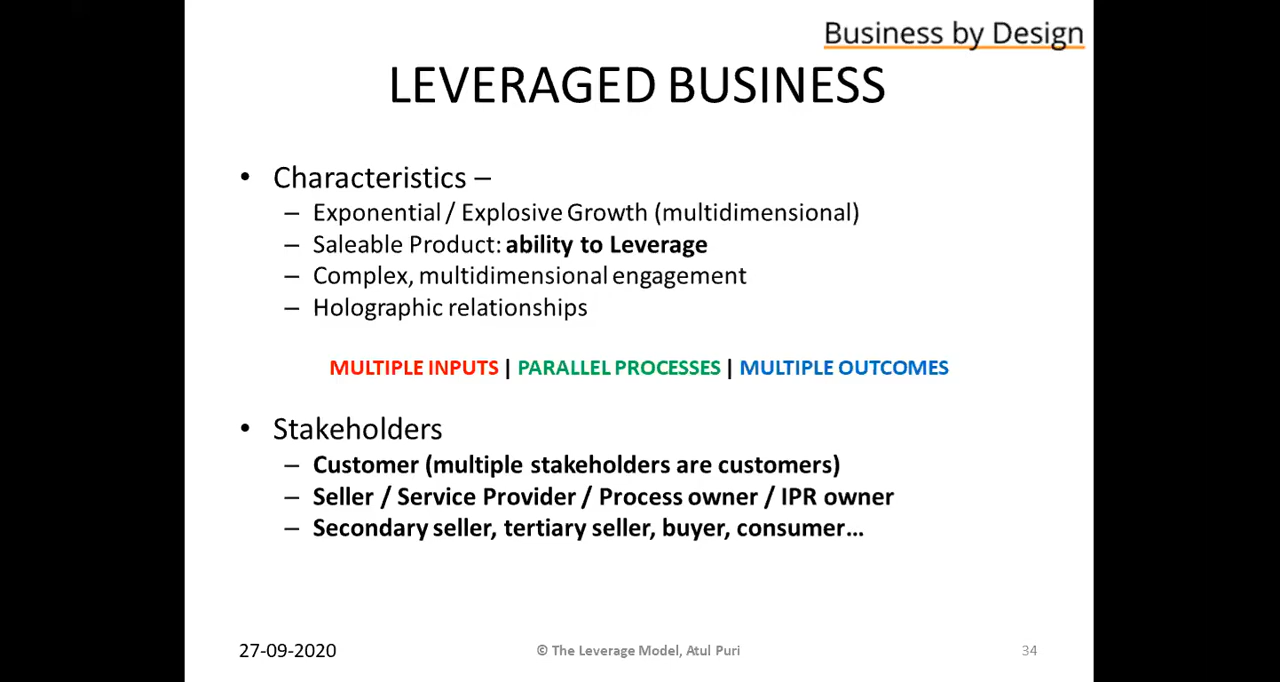 Business by Design
LEVERAGED BUSINESS
• Characteristics –
– Exponential / Explosive Growth (multidimensional)
– Saleable Product: ability to Leverage
– Complex, multidimensional engagement
– Holographic relationships
MULTIPLE INPUTS | PARALLEL PROCESSES | MULTIPLE OUTCOMES
• Stakeholders
– Customer (multiple stakeholders are customers)
– Seller / Service Provider / Process owner / IPR owner
– Secondary seller, tertiary seller, buyer, consumer...
27-09-2020
© The Leverage Model, Atul Puri
34